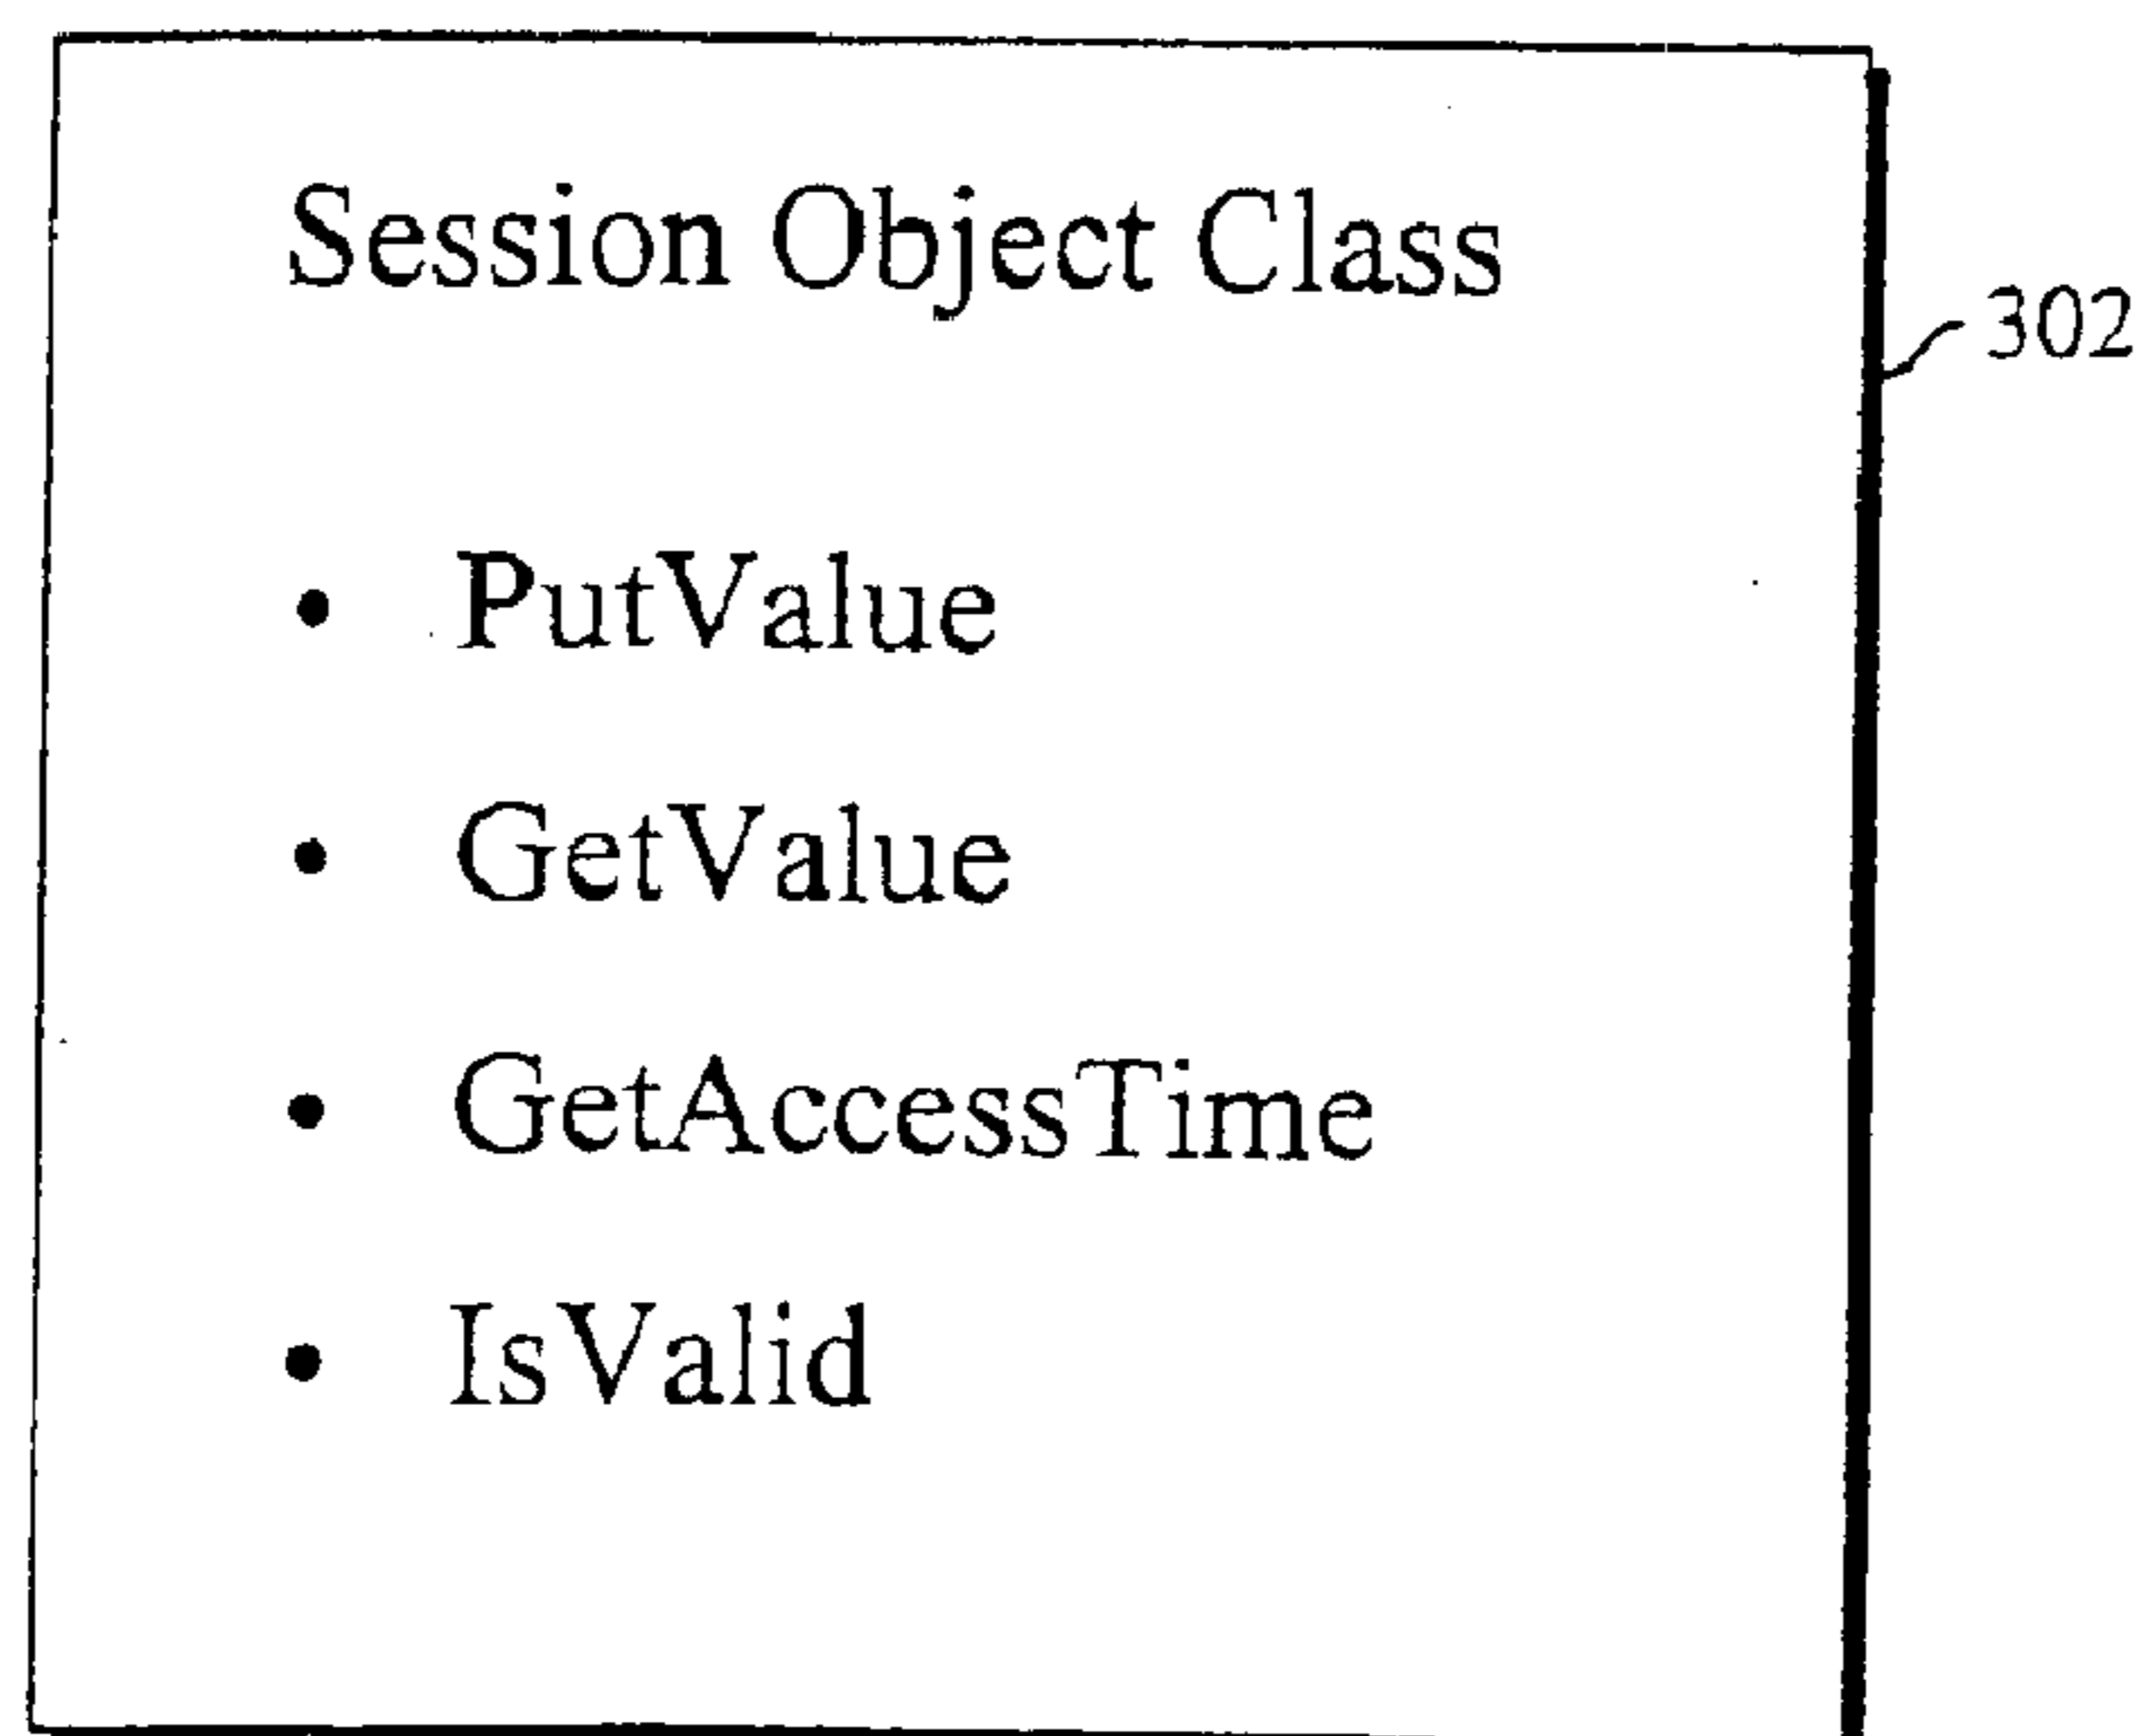 Session Object Class
302
• PutValue
• GetValue
• GetAccessTime
• IsValid